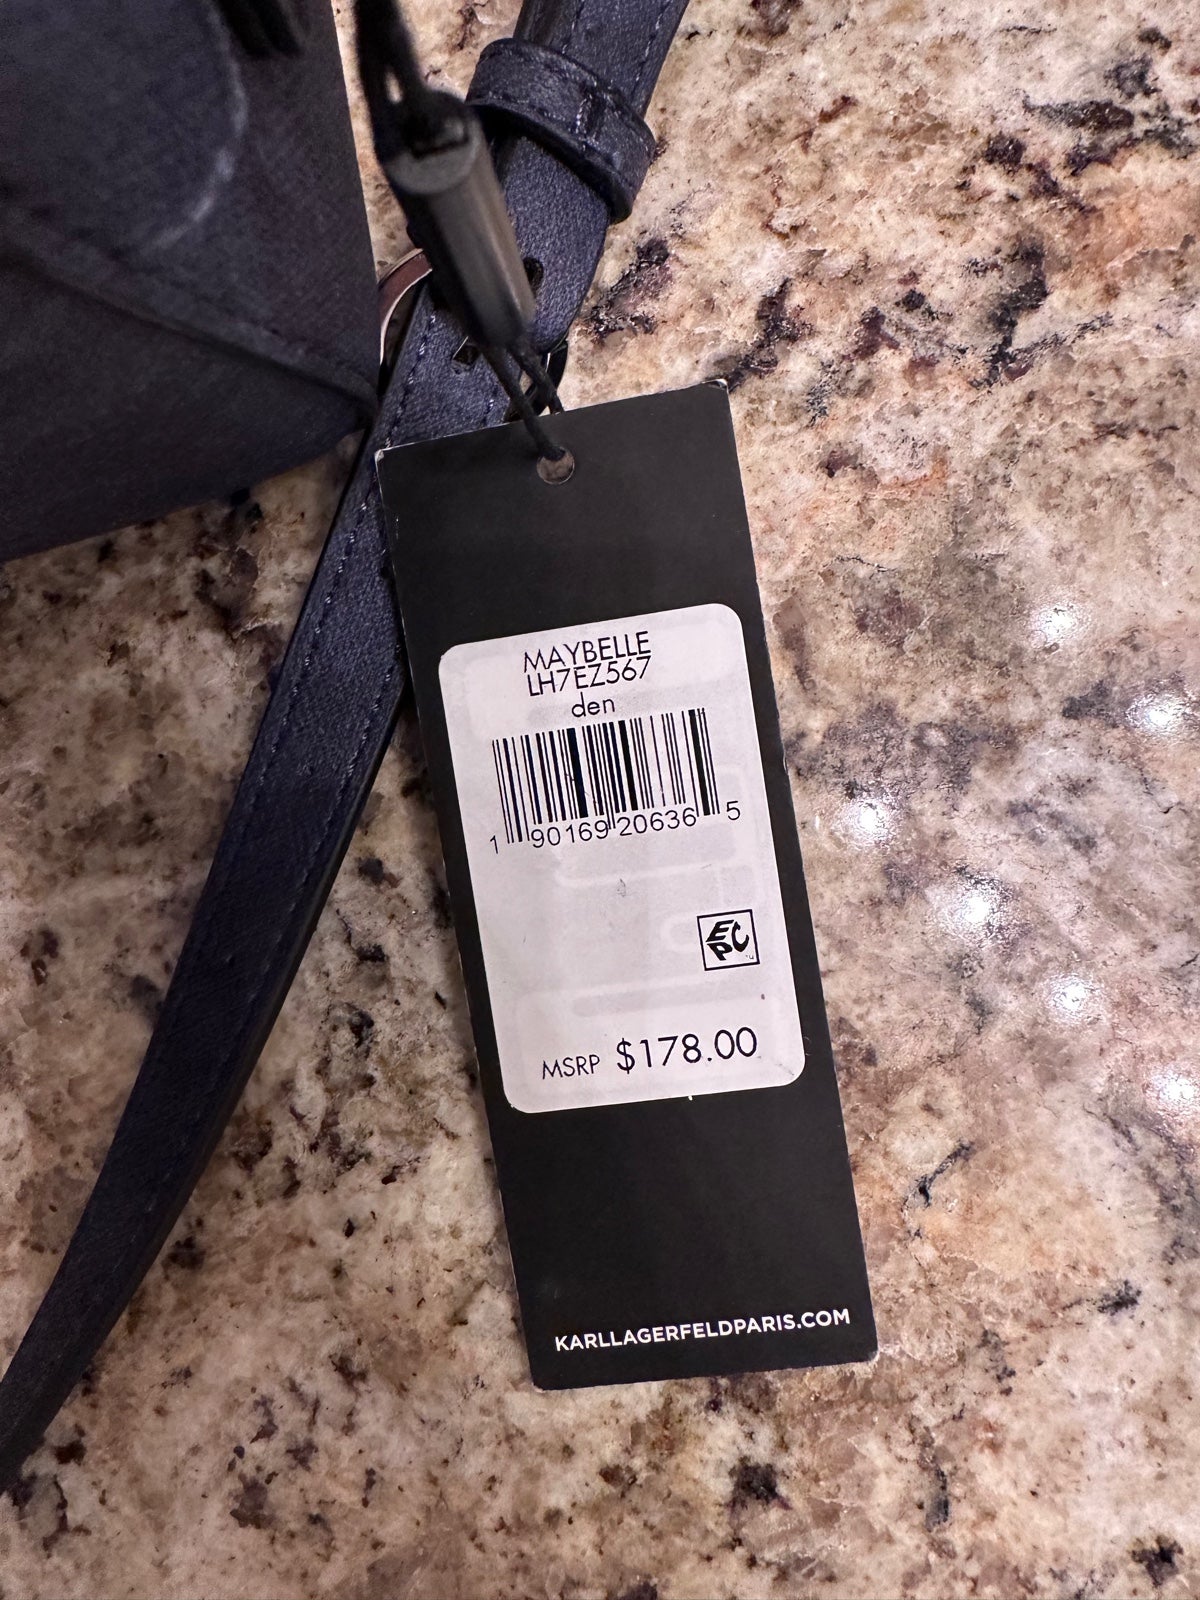 MAYBELLE
LH7EZ567
den
1 90169 20636 5
EPC
MSRP $178.00
KARLLAGERFELDPARIS.COM